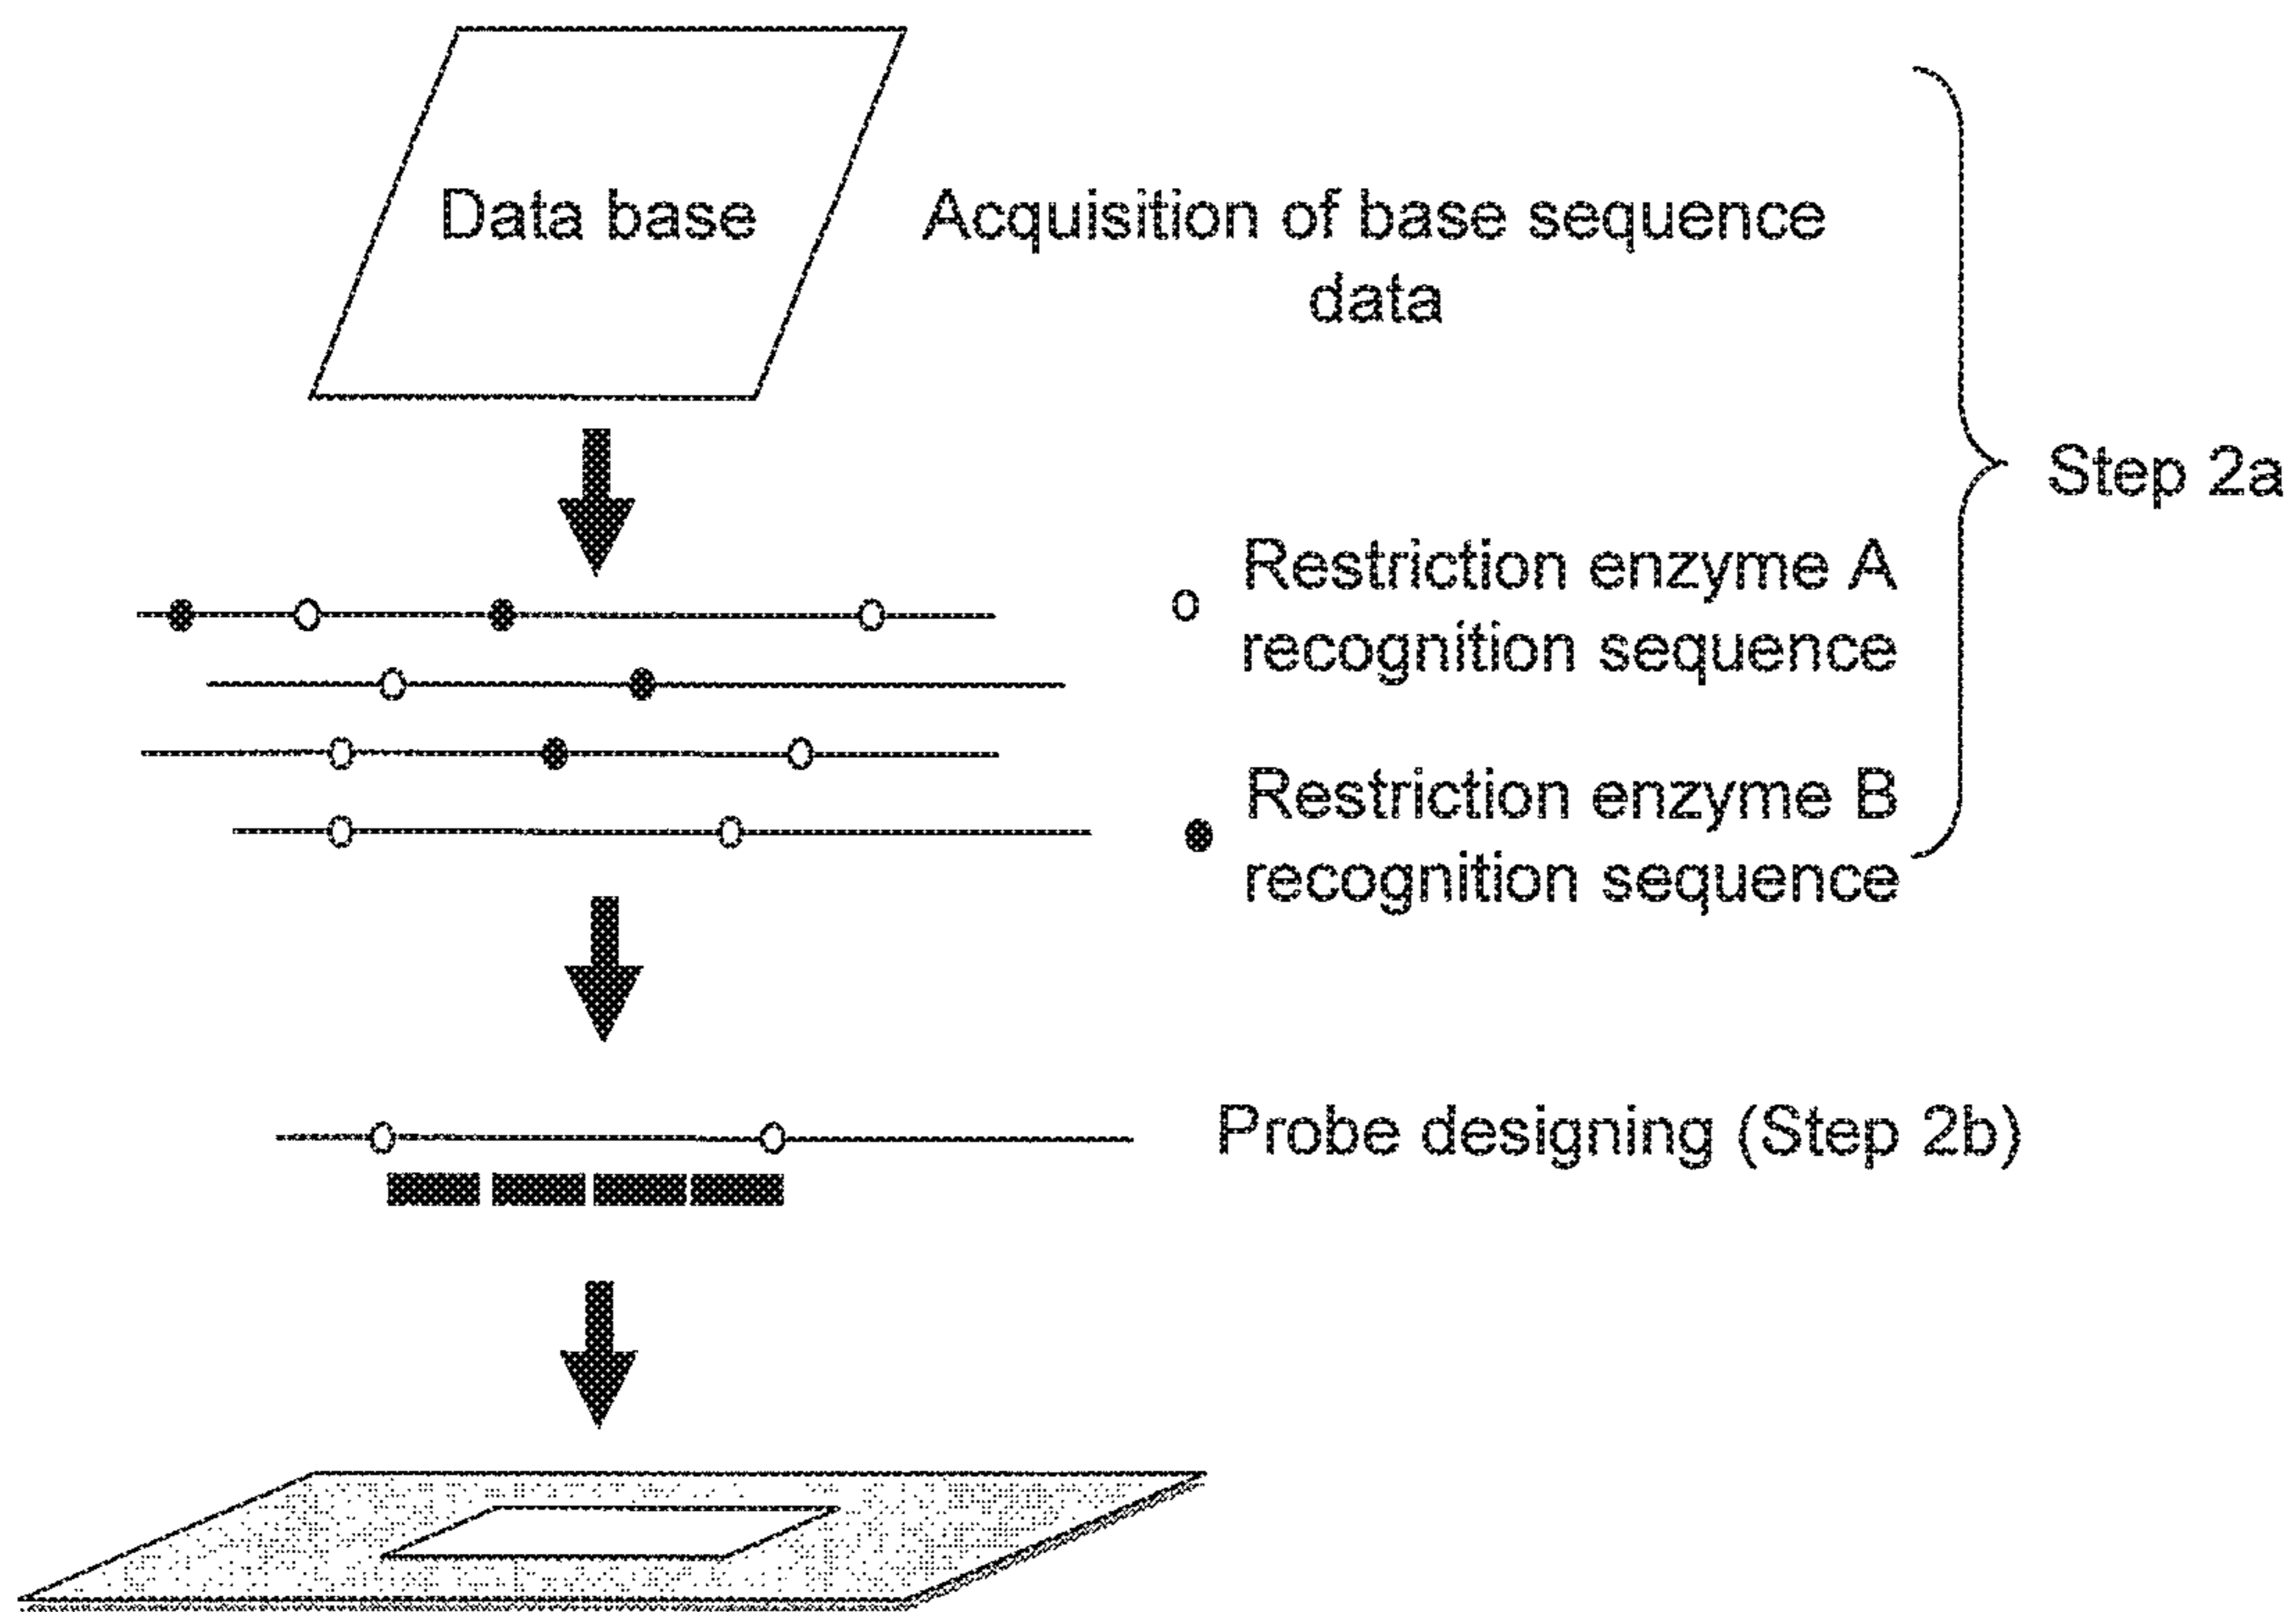 Data base
Acquisition of base sequence
data
Step 2a
Restriction enzyme A
recognition sequence
Restriction enzyme B
recognition sequence
Probe designing (Step 2b)